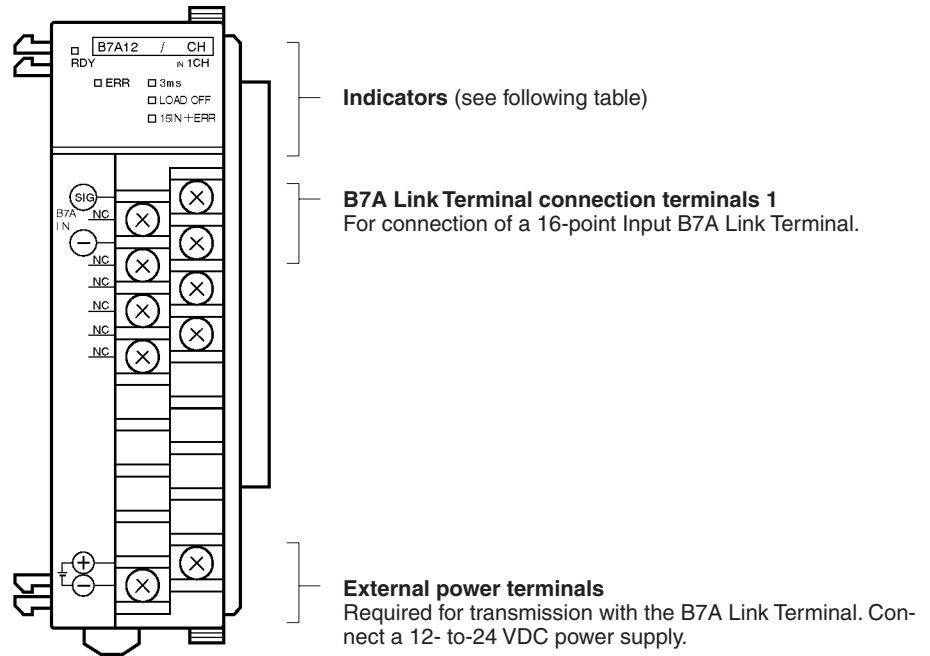 B7A12 / CH
RDY
IN 1CH
ERR
3ms
LOAD OFF
15IN+ERR
Indicators (see following table)
SIG
B7A
IN
NC
−
NC
NC
NC
NC
NC
B7A Link Terminal connection terminals 1
For connection of a 16-point Input B7A Link Terminal.
+
−
External power terminals
Required for transmission with the B7A Link Terminal. Con-
nect a 12- to-24 VDC power supply.